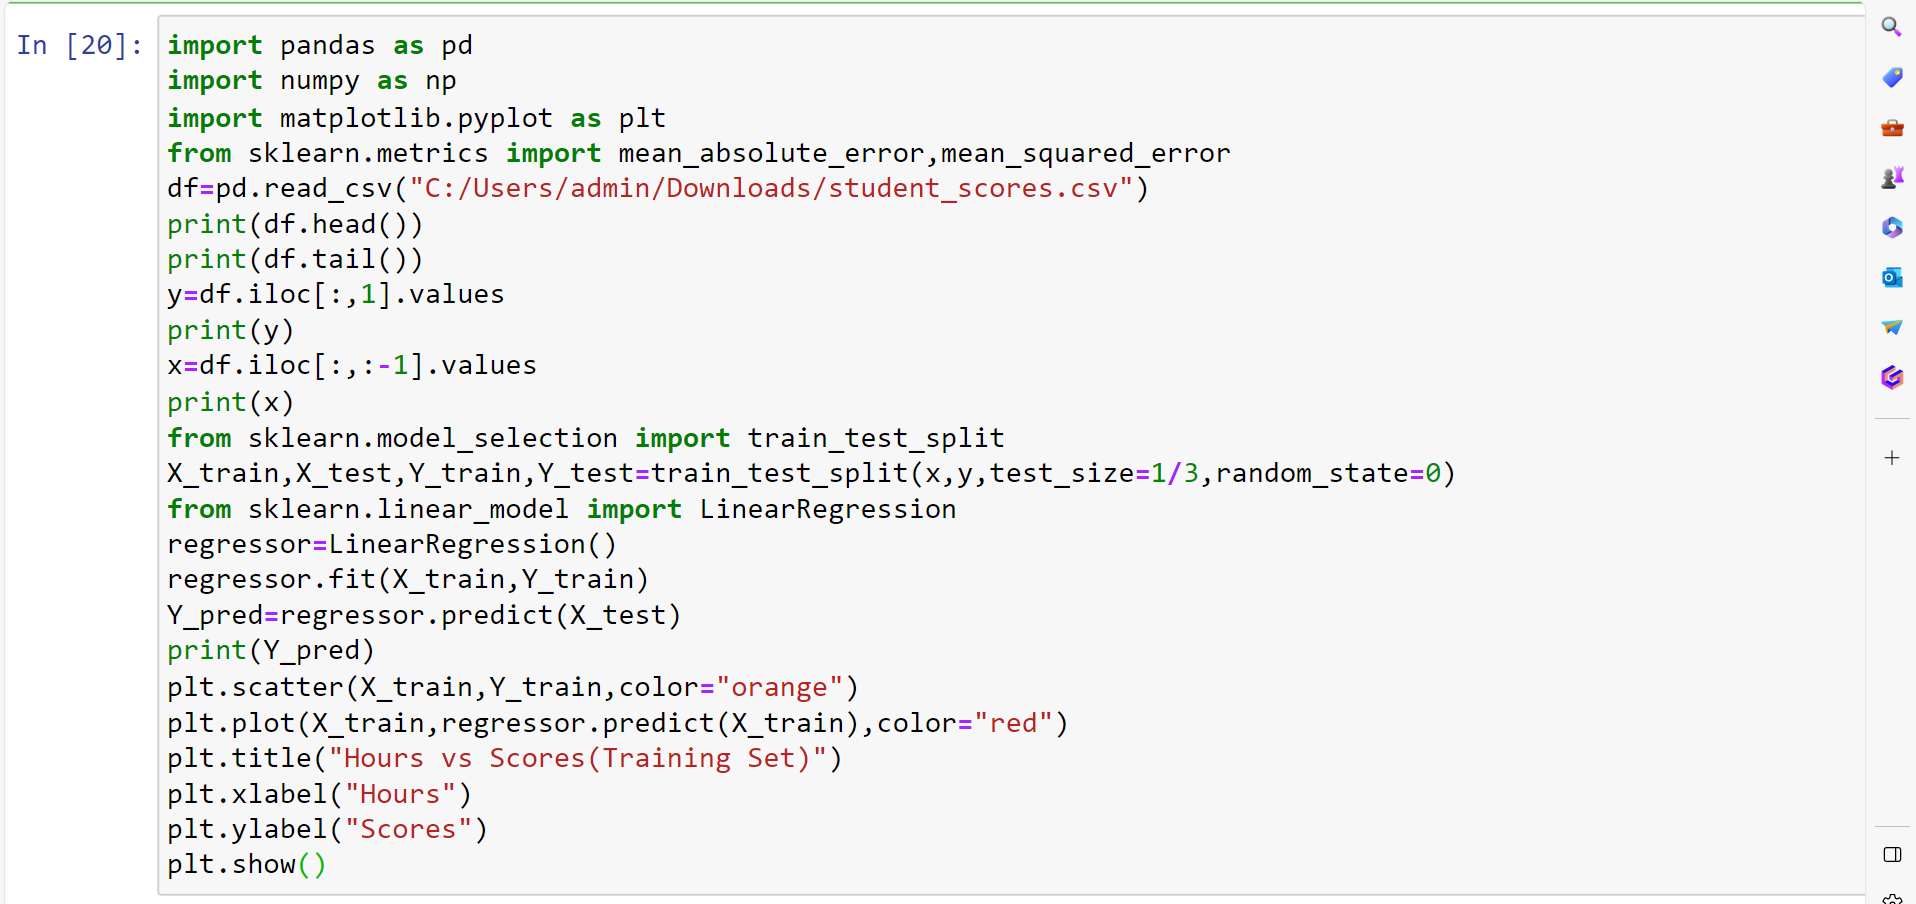 In [20]:
import pandas as pd
import numpy as np
import matplotlib.pyplot as plt
from sklearn.metrics import mean_absolute_error,mean_squared_error
df=pd.read_csv("C:/Users/admin/Downloads/student_scores.csv")
print(df.head())
print(df.tail())
y=df.iloc[:,1].values
print(y)
x=df.iloc[:,:-1].values
print(x)
from sklearn.model_selection import train_test_split
X_train,X_test,Y_train,Y_test=train_test_split(x,y,test_size=1/3,random_state=0)
from sklearn.linear_model import LinearRegression
regressor=LinearRegression()
regressor.fit(X_train,Y_train)
Y_pred=regressor.predict(X_test)
print(Y_pred)
plt.scatter(X_train,Y_train,color="orange")
plt.plot(X_train,regressor.predict(X_train),color="red")
plt.title("Hours vs Scores(Training Set)")
plt.xlabel("Hours")
plt.ylabel("Scores")
plt.show()